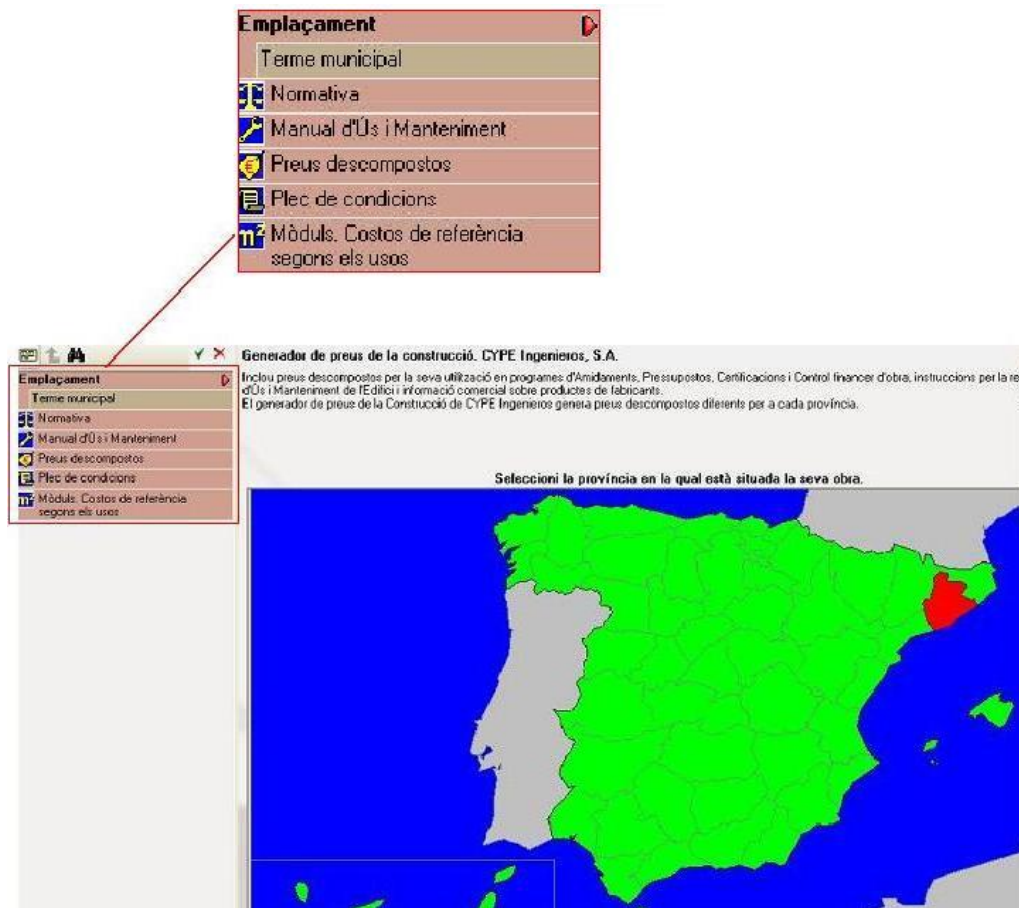 Emplaçament
Terme municipal
Normativa
Manual d'Ús i Manteniment
Preus descompostos
Plec de condicions
m² Mòduls. Costos de referència
segons els usos
Emplaçament
Terme municipal
Normativa
Manual d'Ús i Manteniment
Preus descompostos
Plec de condicions
m² Mòduls. Costos de referència
segons els usos
Generador de preus de la construcció. CYPE Ingenieros, S.A.
Inclou preus descompostos per la seva utilització en programes d'Amidaments, Pressupostos, Certificacions i Control financer d'obra, instruccions per la re
d'Ús i Manteniment de l'Edifici i informació comercial sobre productes de fabricants.
El generador de preus de la Construcció de CYPE Ingenieros genera preus descompostos diferents per a cada província.
Seleccioni la província en la qual està situada la seva obra.